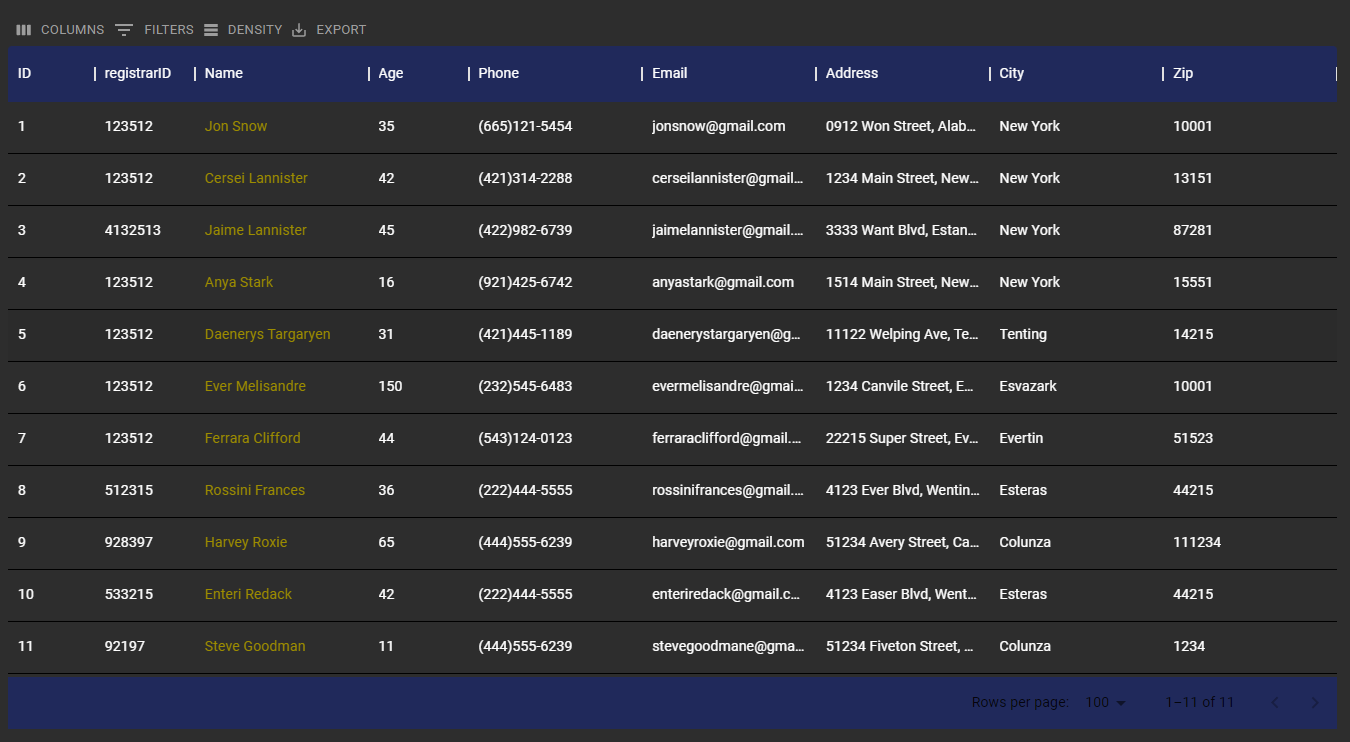 COLUMNS FILTERS DENSITY EXPORT
ID registrarID Name Age Phone Email Address City Zip
1 123512 Jon Snow 35 (665)121-5454 jonsnow@gmail.com 0912 Won Street, Alab... New York 10001
2 123512 Cersei Lannister 42 (421)314-2288 cerseilannister@gmail... 1234 Main Street, New... New York 13151
3 4132513 Jaime Lannister 45 (422)982-6739 jaimelannister@gmail.... 3333 Want Blvd, Estan... New York 87281
4 123512 Anya Stark 16 (921)425-6742 anyastark@gmail.com 1514 Main Street, New... New York 15551
5 123512 Daenerys Targaryen 31 (421)445-1189 daenerystargaryen@g... 11122 Welping Ave, Te... Tenting 14215
6 123512 Ever Melisandre 150 (232)545-6483 evermelisandre@gmai... 1234 Canvile Street, E... Esvazark 10001
7 123512 Ferrara Clifford 44 (543)124-0123 ferraraclifford@gmail.... 22215 Super Street, Ev... Evertin 51523
8 512315 Rossini Frances 36 (222)444-5555 rossinifrances@gmail.... 4123 Ever Blvd, Wentin... Esteras 44215
9 928397 Harvey Roxie 65 (444)555-6239 harveyroxie@gmail.com 51234 Avery Street, Ca... Colunza 111234
10 533215 Enteri Redack 42 (222)444-5555 enteriredack@gmail.c... 4123 Easer Blvd, Went... Esteras 44215
11 92197 Steve Goodman 11 (444)555-6239 stevegoodmane@gma... 51234 Fiveton Street, ... Colunza 1234
Rows per page: 100 1–11 of 11